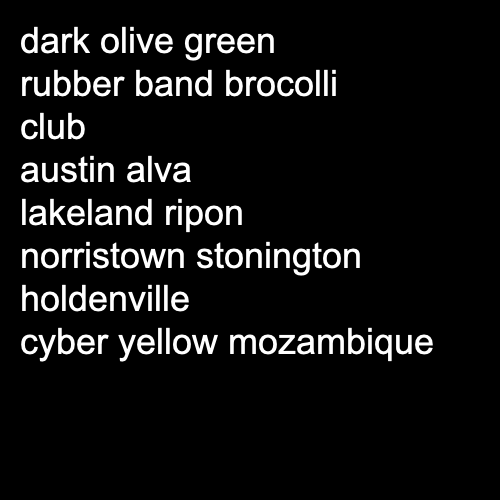 dark olive green
rubber band brocolli
club
austin alva
lakeland ripon
norristown stonington
holdenville
cyber yellow mozambique